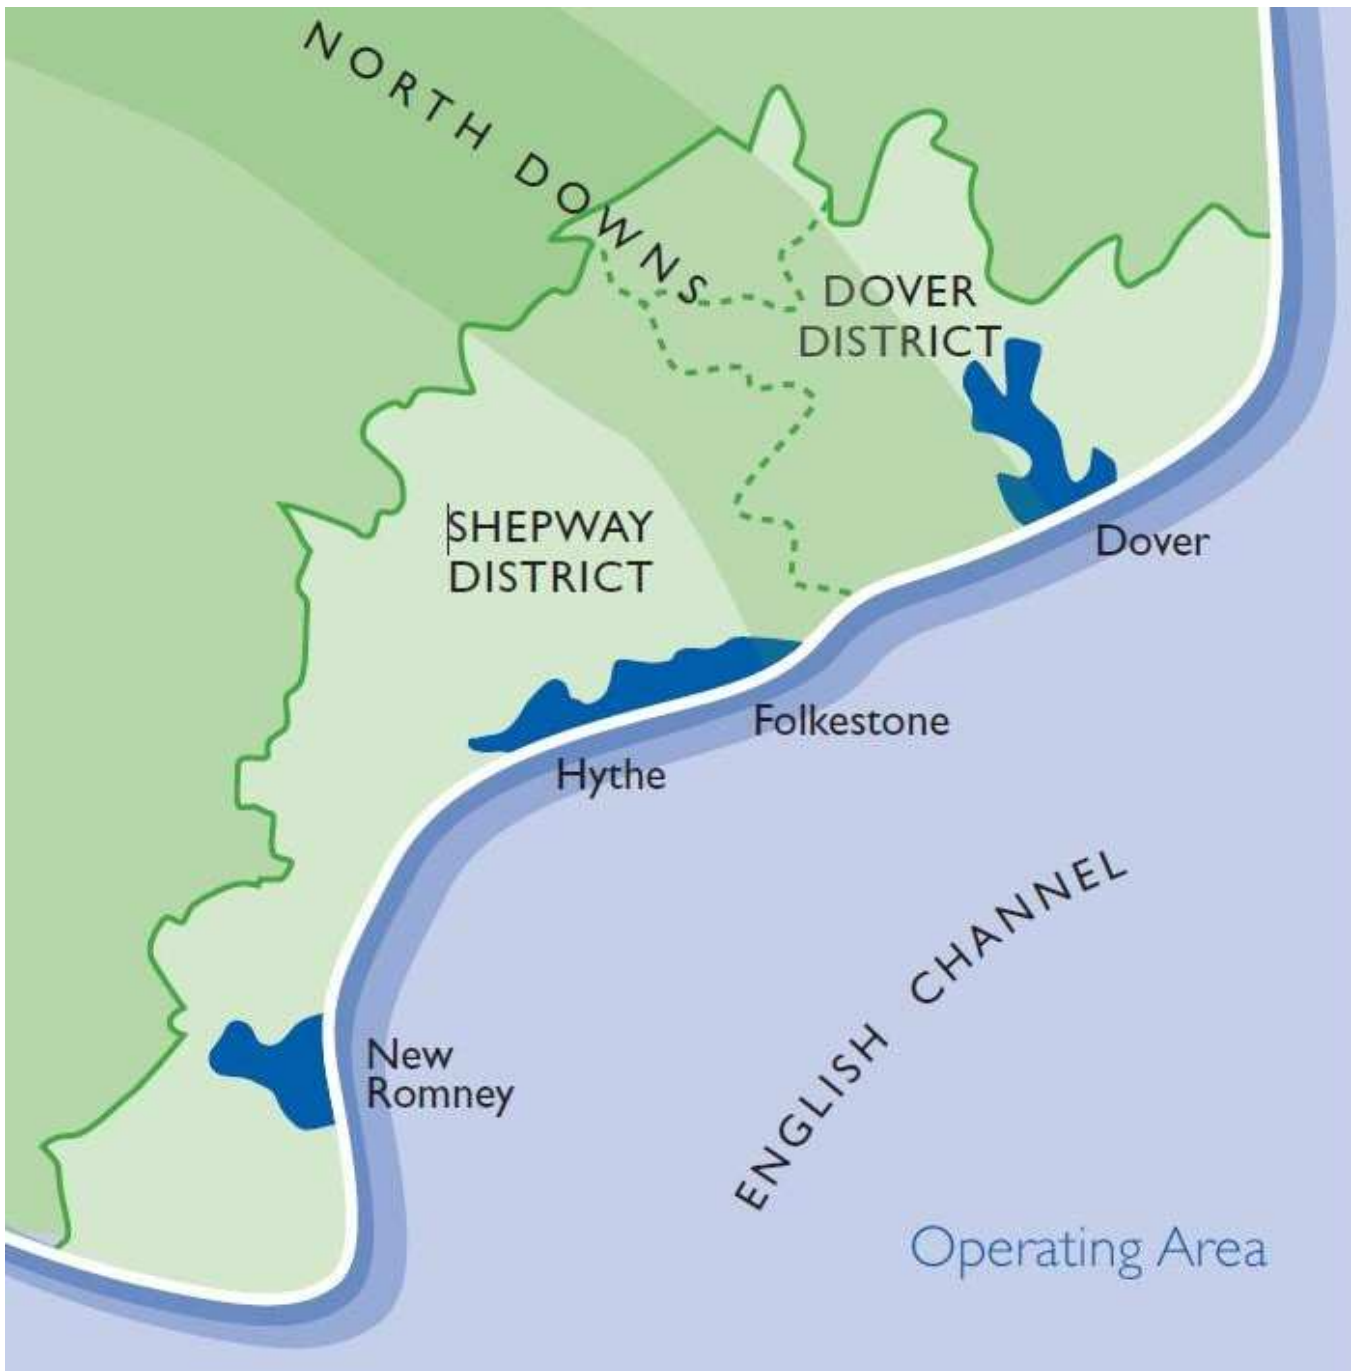 NORTH DOWNS
DOVER
DISTRICT
SHEPWAY
DISTRICT
Dover
Folkestone
Hythe
ENGLISH CHANNEL
New
Romney
Operating Area